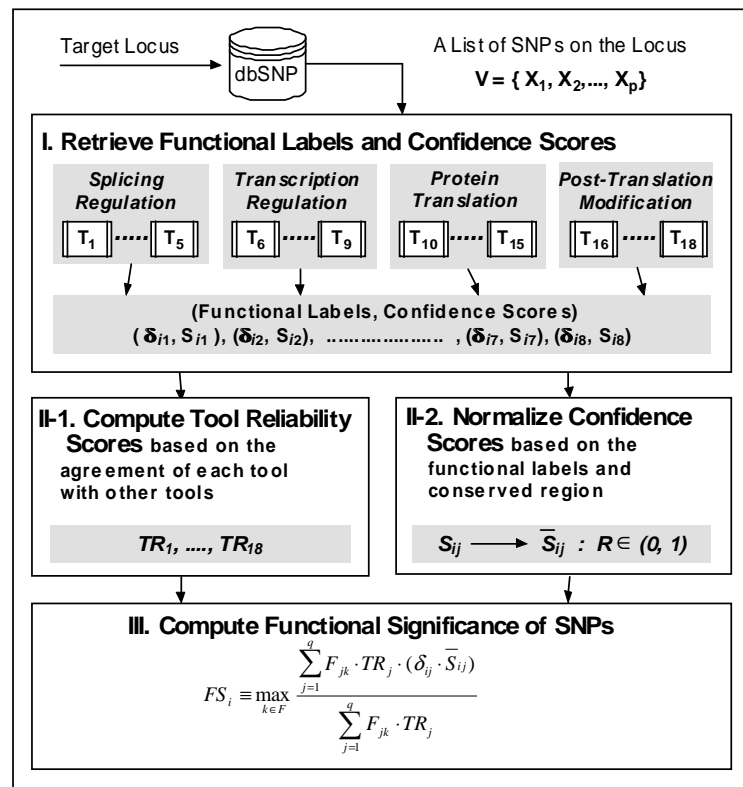 Target Locus
dbSNP
A List of SNPs on the Locus
V = { X1, X2,..., Xp}
I. Retrieve Functional Labels and Confidence Scores
Splicing Regulation
T1 ····· T5
Transcription Regulation
T6 ····· T9
Protein Translation
T10 ····· T15
Post-Translation Modification
T16 ····· T18
(Functional Labels, Confidence Scores)
(δi1, Si1), (δi2, Si2), ..................... , (δi7, Si7), (δi8, Si8)
II-1. Compute Tool Reliability
Scores based on the
agreement of each tool
with other tools
TR1, ...., TR18
II-2. Normalize Confidence
Scores based on the
functional labels and
conserved region
Sij ⟶ S̅ij : R ∈ (0, 1)
III. Compute Functional Significance of SNPs
FSi ≡ max k∈F ∑ j=1 q Fjk · TRj · (δij · S̅ij) / ∑ j=1 q Fjk · TRj